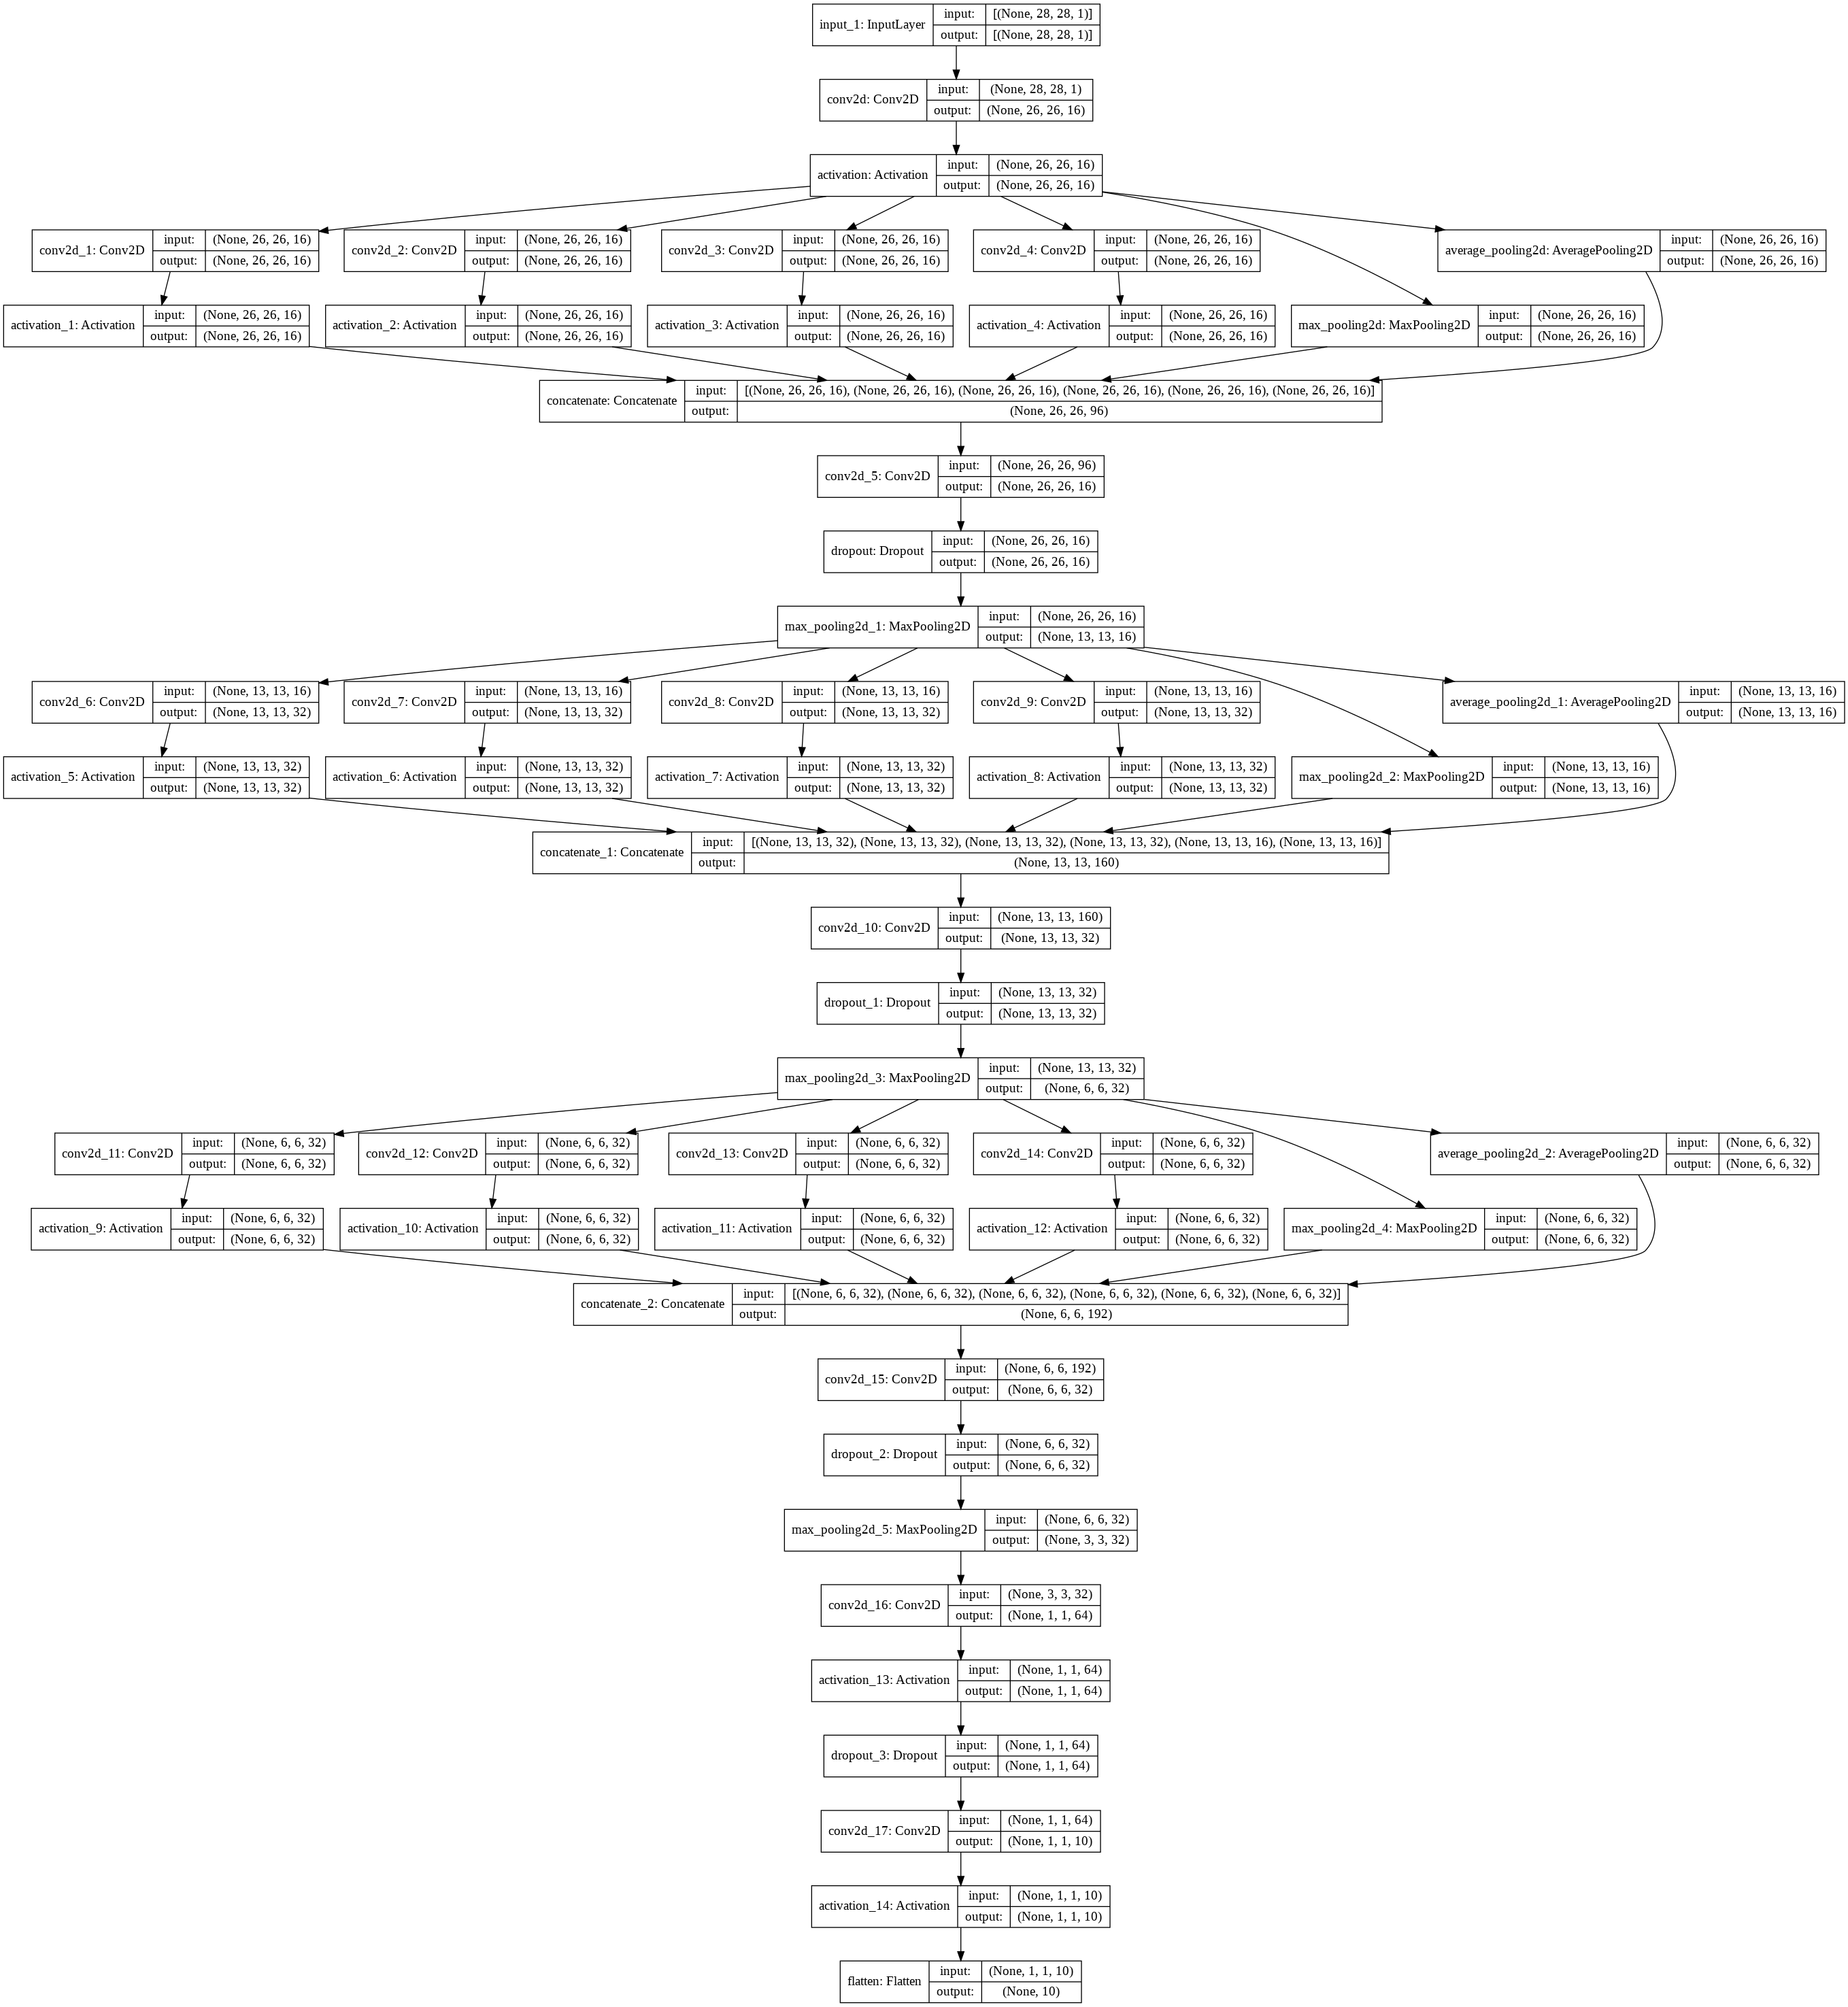 input_1: InputLayer input: [(None, 28, 28, 1)]
output: [(None, 28, 28, 1)]
conv2d: Conv2D input: (None, 28, 28, 1)
output: (None, 26, 26, 16)
activation: Activation input: (None, 26, 26, 16)
output: (None, 26, 26, 16)
conv2d_1: Conv2D input: (None, 26, 26, 16)
output: (None, 26, 26, 16)
conv2d_2: Conv2D input: (None, 26, 26, 16)
output: (None, 26, 26, 16)
conv2d_3: Conv2D input: (None, 26, 26, 16)
output: (None, 26, 26, 16)
conv2d_4: Conv2D input: (None, 26, 26, 16)
output: (None, 26, 26, 16)
average_pooling2d: AveragePooling2D input: (None, 26, 26, 16)
output: (None, 26, 26, 16)
activation_1: Activation input: (None, 26, 26, 16)
output: (None, 26, 26, 16)
activation_2: Activation input: (None, 26, 26, 16)
output: (None, 26, 26, 16)
activation_3: Activation input: (None, 26, 26, 16)
output: (None, 26, 26, 16)
activation_4: Activation input: (None, 26, 26, 16)
output: (None, 26, 26, 16)
max_pooling2d: MaxPooling2D input: (None, 26, 26, 16)
output: (None, 26, 26, 16)
concatenate: Concatenate input: [(None, 26, 26, 16), (None, 26, 26, 16), (None, 26, 26, 16), (None, 26, 26, 16), (None, 26, 26, 16), (None, 26, 26, 16)]
output: (None, 26, 26, 96)
conv2d_5: Conv2D input: (None, 26, 26, 96)
output: (None, 26, 26, 16)
dropout: Dropout input: (None, 26, 26, 16)
output: (None, 26, 26, 16)
max_pooling2d_1: MaxPooling2D input: (None, 26, 26, 16)
output: (None, 13, 13, 16)
conv2d_6: Conv2D input: (None, 13, 13, 16)
output: (None, 13, 13, 32)
conv2d_7: Conv2D input: (None, 13, 13, 16)
output: (None, 13, 13, 32)
conv2d_8: Conv2D input: (None, 13, 13, 16)
output: (None, 13, 13, 32)
conv2d_9: Conv2D input: (None, 13, 13, 16)
output: (None, 13, 13, 32)
average_pooling2d_1: AveragePooling2D input: (None, 13, 13, 16)
output: (None, 13, 13, 16)
activation_5: Activation input: (None, 13, 13, 32)
output: (None, 13, 13, 32)
activation_6: Activation input: (None, 13, 13, 32)
output: (None, 13, 13, 32)
activation_7: Activation input: (None, 13, 13, 32)
output: (None, 13, 13, 32)
activation_8: Activation input: (None, 13, 13, 32)
output: (None, 13, 13, 32)
max_pooling2d_2: MaxPooling2D input: (None, 13, 13, 16)
output: (None, 13, 13, 16)
concatenate_1: Concatenate input: [(None, 13, 13, 32), (None, 13, 13, 32), (None, 13, 13, 32), (None, 13, 13, 32), (None, 13, 13, 16), (None, 13, 13, 16)]
output: (None, 13, 13, 160)
conv2d_10: Conv2D input: (None, 13, 13, 160)
output: (None, 13, 13, 32)
dropout_1: Dropout input: (None, 13, 13, 32)
output: (None, 13, 13, 32)
max_pooling2d_3: MaxPooling2D input: (None, 13, 13, 32)
output: (None, 6, 6, 32)
conv2d_11: Conv2D input: (None, 6, 6, 32)
output: (None, 6, 6, 32)
conv2d_12: Conv2D input: (None, 6, 6, 32)
output: (None, 6, 6, 32)
conv2d_13: Conv2D input: (None, 6, 6, 32)
output: (None, 6, 6, 32)
conv2d_14: Conv2D input: (None, 6, 6, 32)
output: (None, 6, 6, 32)
average_pooling2d_2: AveragePooling2D input: (None, 6, 6, 32)
output: (None, 6, 6, 32)
activation_9: Activation input: (None, 6, 6, 32)
output: (None, 6, 6, 32)
activation_10: Activation input: (None, 6, 6, 32)
output: (None, 6, 6, 32)
activation_11: Activation input: (None, 6, 6, 32)
output: (None, 6, 6, 32)
activation_12: Activation input: (None, 6, 6, 32)
output: (None, 6, 6, 32)
max_pooling2d_4: MaxPooling2D input: (None, 6, 6, 32)
output: (None, 6, 6, 32)
concatenate_2: Concatenate input: [(None, 6, 6, 32), (None, 6, 6, 32), (None, 6, 6, 32), (None, 6, 6, 32), (None, 6, 6, 32), (None, 6, 6, 32)]
output: (None, 6, 6, 192)
conv2d_15: Conv2D input: (None, 6, 6, 192)
output: (None, 6, 6, 32)
dropout_2: Dropout input: (None, 6, 6, 32)
output: (None, 6, 6, 32)
max_pooling2d_5: MaxPooling2D input: (None, 6, 6, 32)
output: (None, 3, 3, 32)
conv2d_16: Conv2D input: (None, 3, 3, 32)
output: (None, 1, 1, 64)
activation_13: Activation input: (None, 1, 1, 64)
output: (None, 1, 1, 64)
dropout_3: Dropout input: (None, 1, 1, 64)
output: (None, 1, 1, 64)
conv2d_17: Conv2D input: (None, 1, 1, 64)
output: (None, 1, 1, 10)
activation_14: Activation input: (None, 1, 1, 10)
output: (None, 1, 1, 10)
flatten: Flatten input: (None, 1, 1, 10)
output: (None, 10)